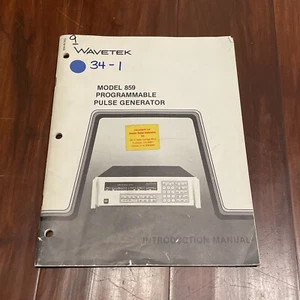 9
WAVETEK
34-1
MODEL 859
PROGRAMMABLE
PULSE GENERATOR
INTRODUCTION MANUAL